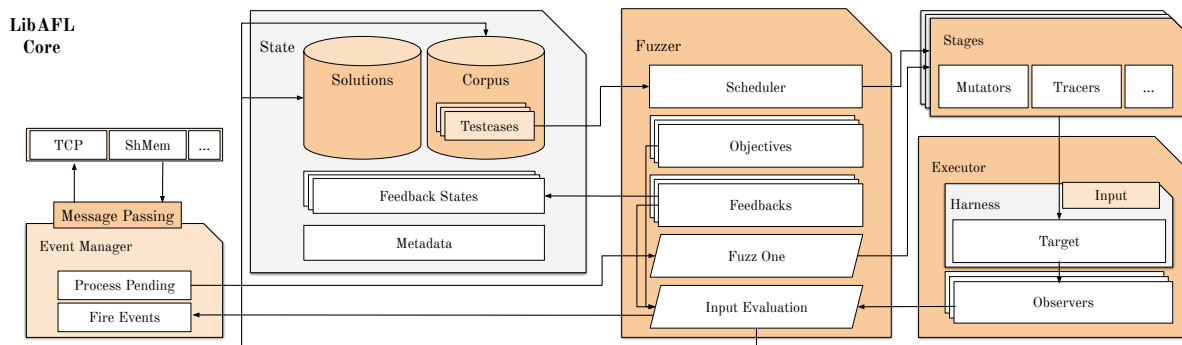 LibAFL
Core
State
Solutions
Corpus
Testcases
Feedback States
Metadata
TCP
ShMem
...
Message Passing
Event Manager
Process Pending
Fire Events
Fuzzer
Scheduler
Objectives
Feedbacks
Fuzz One
Input Evaluation
Stages
Mutators
Tracers
...
Executor
Input
Harness
Target
Observers